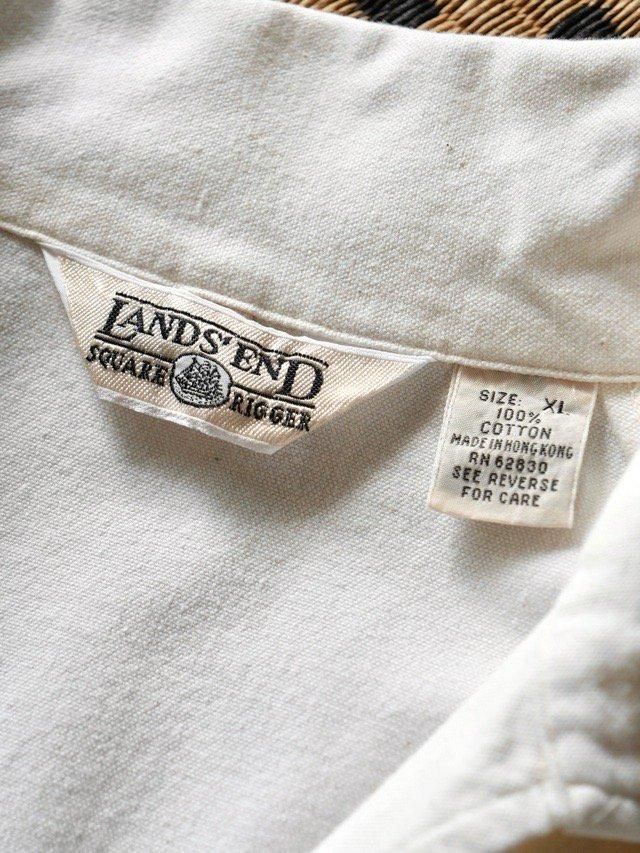 LANDS' END
SQUARE RIGGER
SIZE: XL
100%
COTTON
MADE IN HONG KONG
RN 62830
SEE REVERSE
FOR CARE